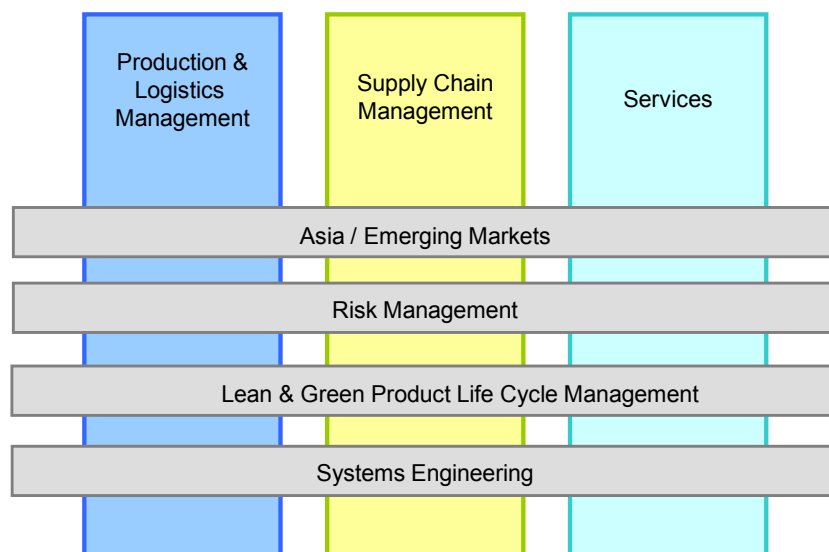 Production &
Logistics
Management
Supply Chain
Management
Services
Asia / Emerging Markets
Risk Management
Lean & Green Product Life Cycle Management
Systems Engineering